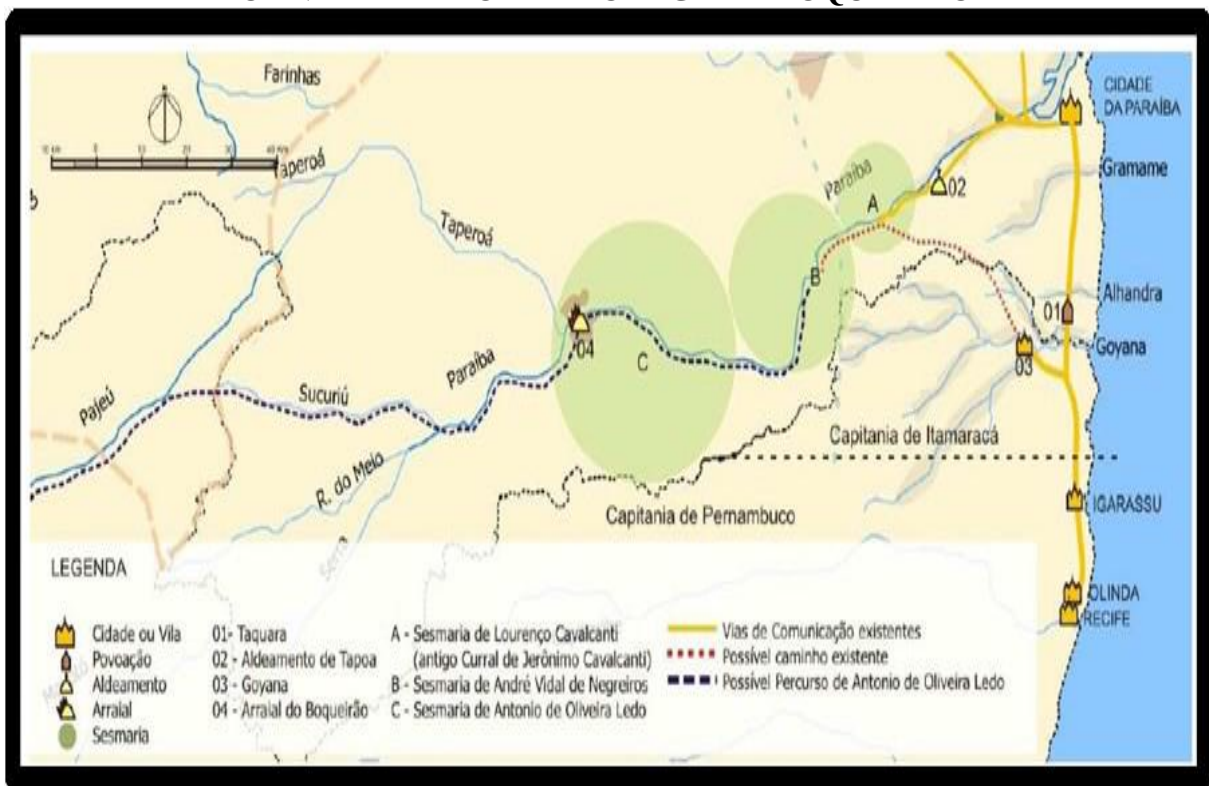 Farinhas
CIDADE
DA PARAÍBA
Taperoá
Paraíba
Gramame
02
A
Taperoá
B
Alhandra
01
04
C
03
Goyana
Paraíba
Pajeú
Sucuriú
Capitania de Itamaracá
R. do Meio
IGARASSU
Capitania de Pernambuco
LEGENDA
OLINDA
RECIFE
Cidade ou Vila
Povoação
Aldeamento
Arraial
Sesmaria
01- Taquara
02 - Aldeamento de Tapoa
03 - Goyana
04 - Arraial do Boqueirão
A - Sesmaria de Lourenço Cavalcanti
(antigo Curral de Jerônimo Cavalcanti)
B - Sesmaria de André Vidal de Negreiros
C - Sesmaria de Antonio de Oliveira Ledo
Vias de Comunicação existentes
Possível caminho existente
Possível Percurso de Antonio de Oliveira Ledo